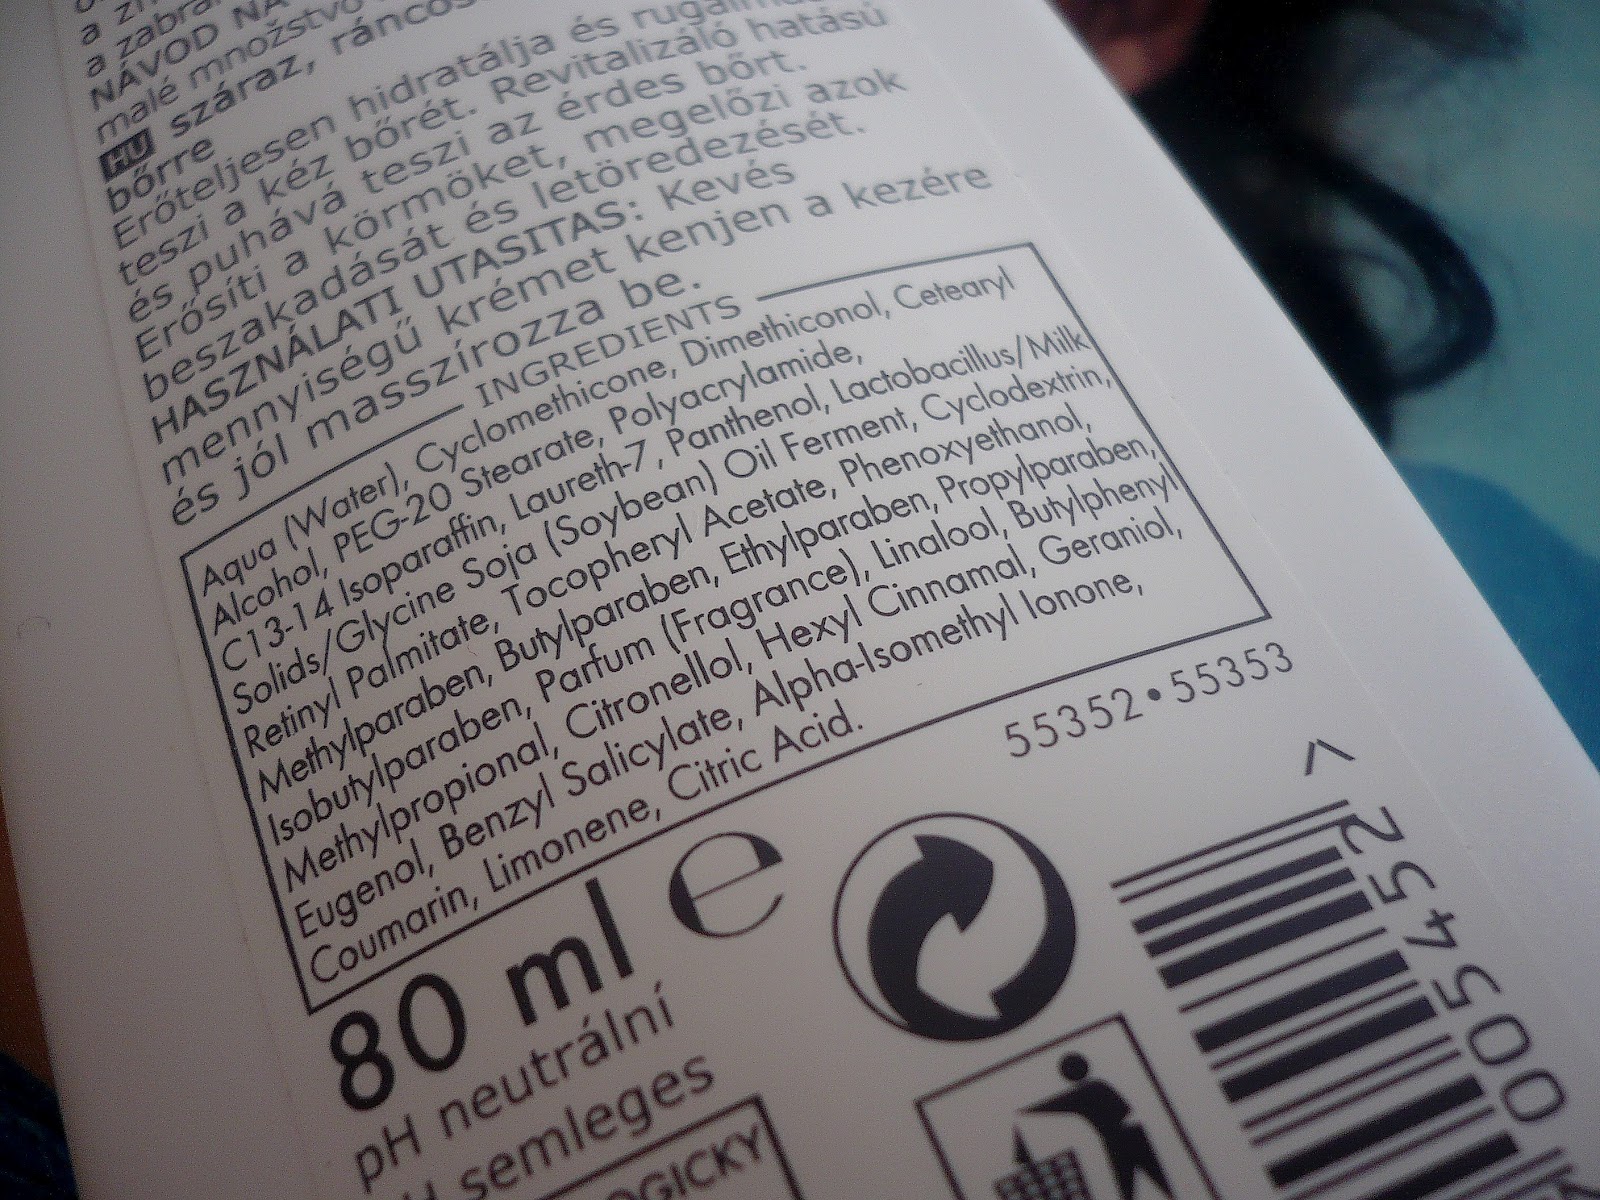 a zabra
NÁVOD NA
malé množstvo
HU száraz, ránco
bőrre
Erőteljesen hidratálja és
teszi a kéz bőrét. Revitalizáló hatású
és puhává teszi az érdes bőrt.
Erősíti a körmöket, megelőzi azok
beszakadását és letöredezését.
HASZNÁLATI UTASITAS: Kevés
mennyiségű krémet kenjen a kezére
és jól masszírozza be.
INGREDIENTS
Aqua (Water), Cyclomethicone, Dimethiconol, Cetearyl
Alcohol, PEG-20 Stearate, Polyacrylamide,
C13-14 Isoparaffin, Laureth-7, Panthenol, Lactobacillus/Milk
Solids/Glycine Soja (Soybean) Oil Ferment, Cyclodextrin,
Retinyl Palmitate, Tocopheryl Acetate, Phenoxyethanol,
Methylparaben, Butylparaben, Ethylparaben, Propylparaben,
Isobutylparaben, Parfum (Fragrance), Linalool, Butylphenyl
Methylpropional, Citronellol, Hexyl Cinnamal, Geraniol,
Eugenol, Benzyl Salicylate, Alpha-Isomethyl Ionone,
Coumarin, Limonene, Citric Acid.
55352•55353
80 ml e
pH neutrální
pH semleges
OGICKY
2545500